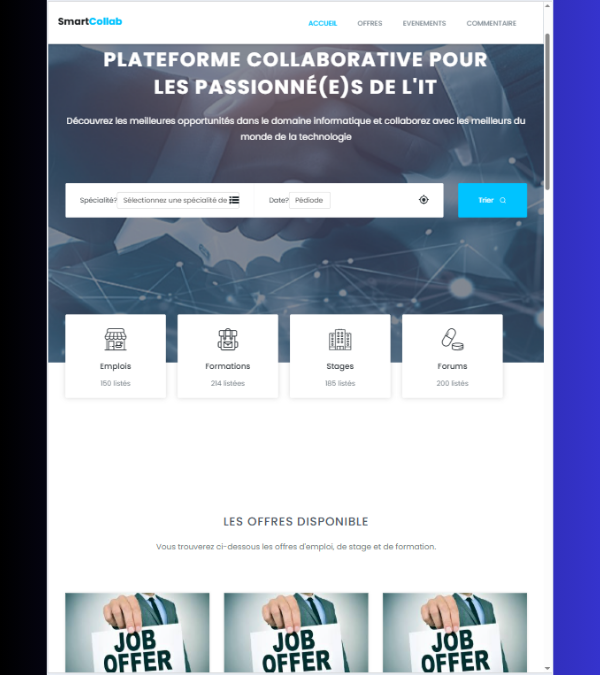 SmartCollab
ACCUEIL OFFRES EVENEMENTS COMMENTAIRE
PLATEFORME COLLABORATIVE POUR
LES PASSIONNÉ(E)S DE L'IT
Découvrez les meilleures opportunités dans le domaine informatique et collaborez avec les meilleurs du
monde de la technologie
Spécialité? Sélectionnez une spécialité de Date? Pédiode Trier
Emplois Formations Stages Forums
150 listés 214 listées 185 listés 200 listés
LES OFFRES DISPONIBLE
Vous trouverez ci-dessous les offres d'emploi, de stage et de formation.
JOB JOB JOB
OFFER OFFER OFFER